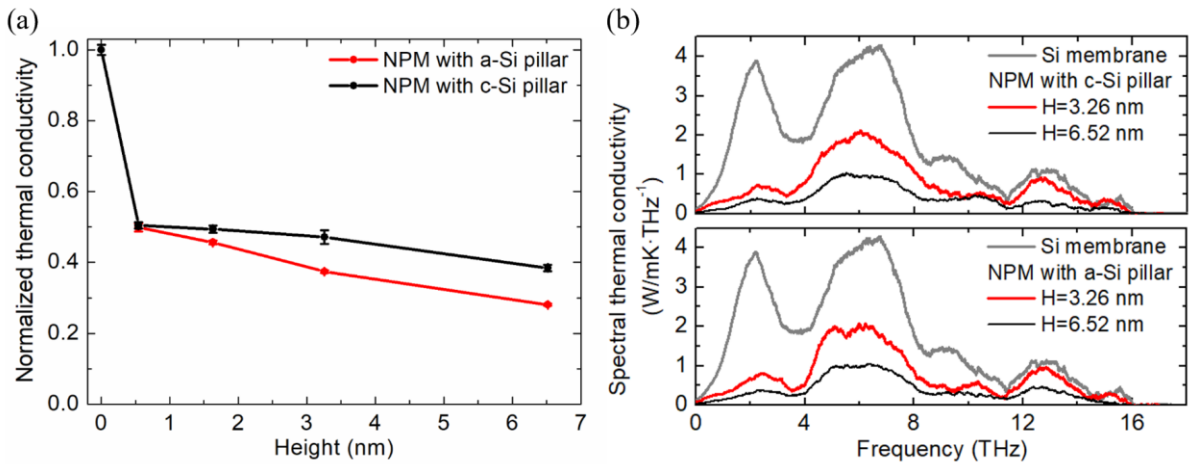 (a)
Normalized thermal conductivity
1.0
0.8
0.6
0.4
0.2
0.0
NPM with a-Si pillar
NPM with c-Si pillar
0 1 2 3 4 5 6 7
Height (nm)
(b)
Spectral thermal conductivity
(W/mK·THz⁻¹)
4
3
2
1
0
Si membrane
NPM with c-Si pillar
H=3.26 nm
H=6.52 nm
4
3
2
1
0
Si membrane
NPM with a-Si pillar
H=3.26 nm
H=6.52 nm
0 4 8 12 16
Frequency (THz)